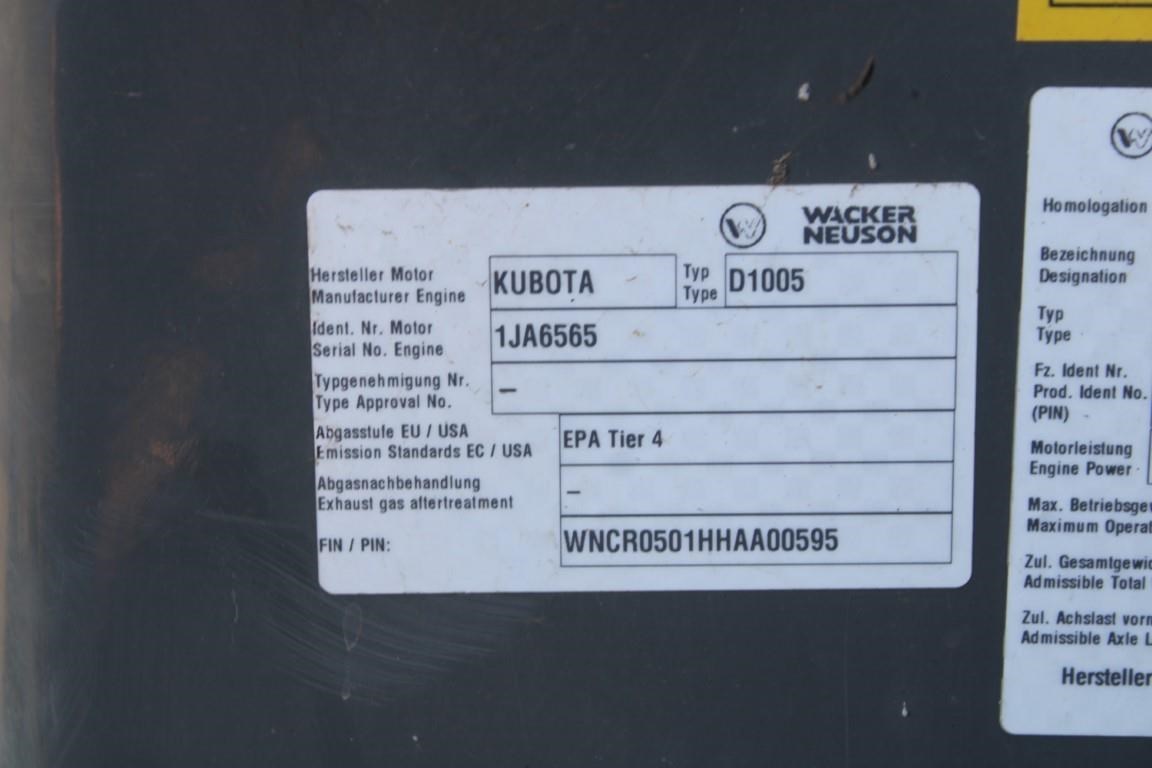 WACKER
NEUSON
Hersteller Motor
Manufacturer Engine
KUBOTA
Typ
Type
D1005
Ident. Nr. Motor
Serial No. Engine
1JA6565
Typgenehmigung Nr.
Type Approval No.
–
Abgasstufe EU / USA
Emission Standards EC / USA
EPA Tier 4
Abgasnachbehandlung
Exhaust gas aftertreatment
–
FIN / PIN:
WNCR0501HHAA00595
Homologation
Bezeichnung
Designation
Typ
Type
Fz. Ident Nr.
Prod. Ident No.
(PIN)
Motorleistung
Engine Power
Max. Betriebsgew
Maximum Operat
Zul. Gesamtgewic
Admissible Total
Zul. Achslast vorn
Admissible Axle L
Hersteller